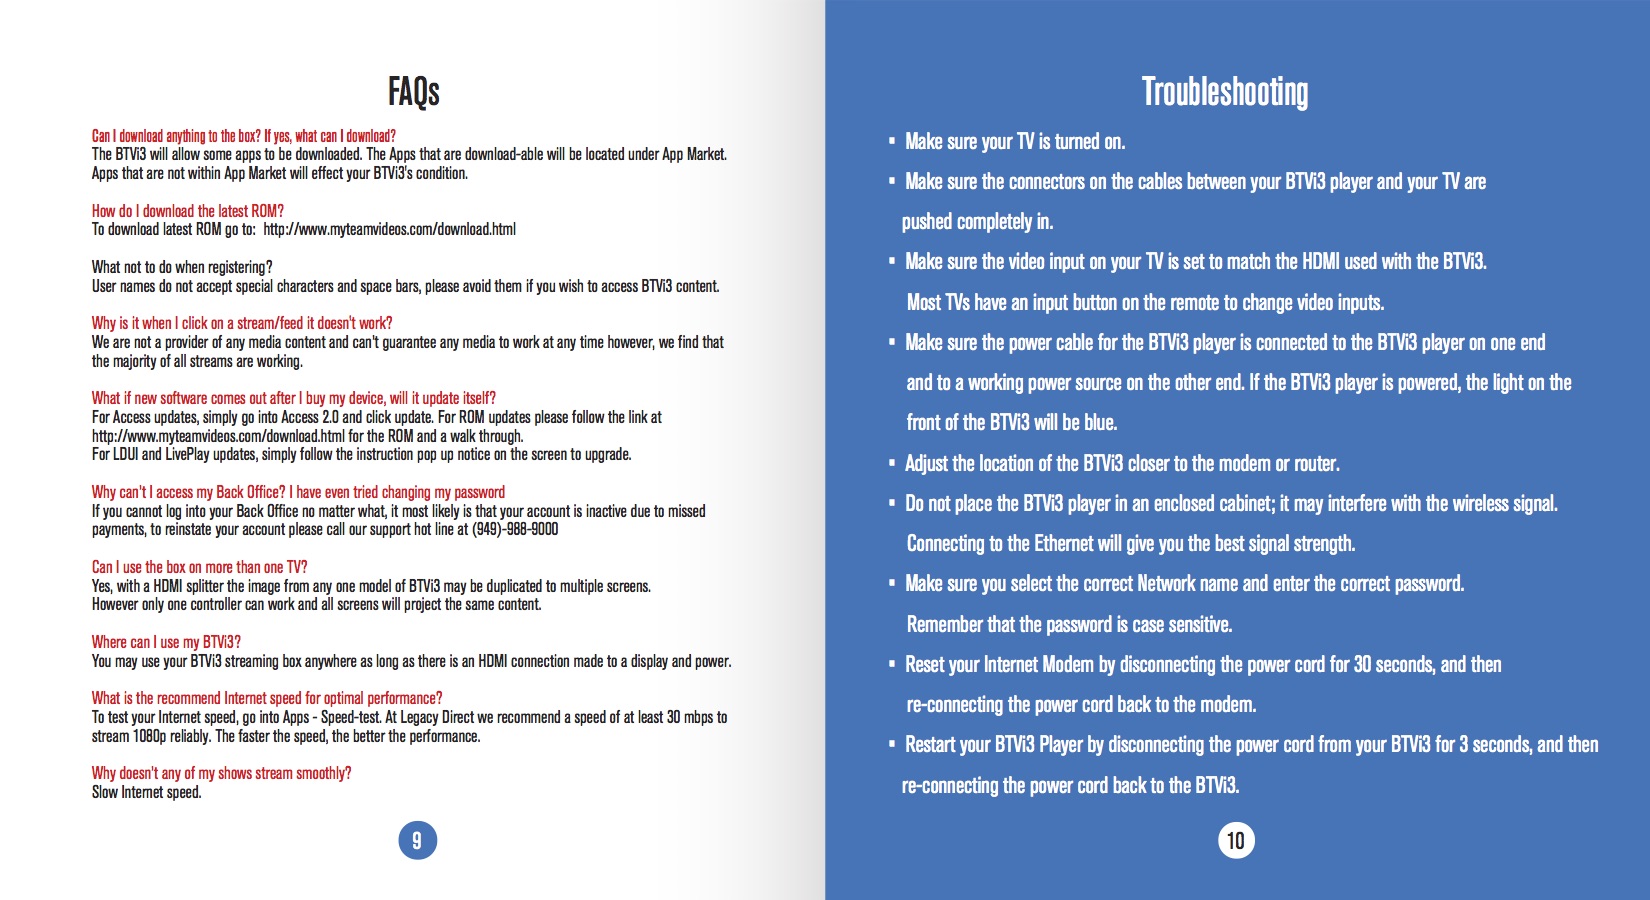 FAQs
Can I download anything to the box? If yes, what can I download?
The BTVi3 will allow some apps to be downloaded. The Apps that are download-able will be located under App Market.
Apps that are not within App Market will effect your BTVi3's condition.
How do I download the latest ROM?
To download latest ROM go to:  http://www.myteamvideos.com/download.html
What not to do when registering?
User names do not accept special characters and space bars, please avoid them if you wish to access BTVi3 content.
Why is it when I click on a stream/feed it doesn't work?
We are not a provider of any media content and can't guarantee any media to work at any time however, we find that
the majority of all streams are working.
What if new software comes out after I buy my device, will it update itself?
For Access updates, simply go into Access 2.0 and click update. For ROM updates please follow the link at
http://www.myteamvideos.com/download.html for the ROM and a walk through.
For LDUI and LivePlay updates, simply follow the instruction pop up notice on the screen to upgrade.
Why can't I access my Back Office? I have even tried changing my password
If you cannot log into your Back Office no matter what, it most likely is that your account is inactive due to missed
payments, to reinstate your account please call our support hot line at (949)-988-9000
Can I use the box on more than one TV?
Yes, with a HDMI splitter the image from any one model of BTVi3 may be duplicated to multiple screens.
However only one controller can work and all screens will project the same content.
Where can I use my BTVi3?
You may use your BTVi3 streaming box anywhere as long as there is an HDMI connection made to a display and power.
What is the recommend Internet speed for optimal performance?
To test your Internet speed, go into Apps - Speed-test. At Legacy Direct we recommend a speed of at least 30 mbps to
stream 1080p reliably. The faster the speed, the better the performance.
Why doesn't any of my shows stream smoothly?
Slow Internet speed.
9
Troubleshooting
▪ Make sure your TV is turned on.
▪ Make sure the connectors on the cables between your BTVi3 player and your TV are
pushed completely in.
▪ Make sure the video input on your TV is set to match the HDMI used with the BTVi3.
Most TVs have an input button on the remote to change video inputs.
▪ Make sure the power cable for the BTVi3 player is connected to the BTVi3 player on one end
and to a working power source on the other end. If the BTVi3 player is powered, the light on the
front of the BTVi3 will be blue.
▪ Adjust the location of the BTVi3 closer to the modem or router.
▪ Do not place the BTVi3 player in an enclosed cabinet; it may interfere with the wireless signal.
Connecting to the Ethernet will give you the best signal strength.
▪ Make sure you select the correct Network name and enter the correct password.
Remember that the password is case sensitive.
▪ Reset your Internet Modem by disconnecting the power cord for 30 seconds, and then
re-connecting the power cord back to the modem.
▪ Restart your BTVi3 Player by disconnecting the power cord from your BTVi3 for 3 seconds, and then
re-connecting the power cord back to the BTVi3.
10